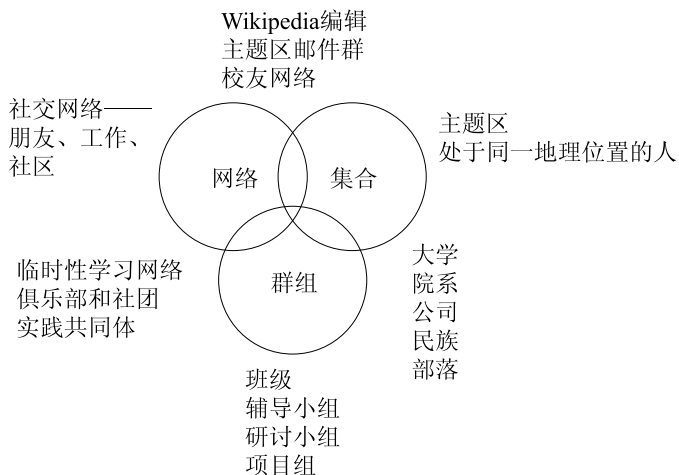 Wikipedia编辑
主题区邮件群
校友网络
社交网络——
朋友、工作、
社区
主题区
处于同一地理位置的人
网络
集合
群组
临时性学习网络
俱乐部和社团
实践共同体
大学
院系
公司
民族
部落
班级
辅导小组
研讨小组
项目组